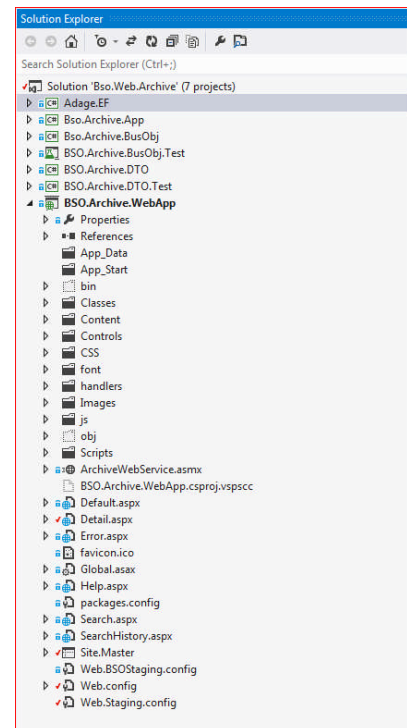 Solution Explorer
Search Solution Explorer (Ctrl+;)
Solution 'Bso.Web.Archive' (7 projects)
C# Adage.EF
C# Bso.Archive.App
C# Bso.Archive.BusObj
BSO.Archive.BusObj.Test
C# BSO.Archive.DTO
C# BSO.Archive.DTO.Test
BSO.Archive.WebApp
Properties
References
App_Data
App_Start
bin
Classes
Content
Controls
CSS
font
handlers
Images
js
obj
Scripts
ArchiveWebService.asmx
BSO.Archive.WebApp.csproj.vspscc
Default.aspx
Detail.aspx
Error.aspx
favicon.ico
Global.asax
Help.aspx
packages.config
Search.aspx
SearchHistory.aspx
Site.Master
Web.BSOStaging.config
Web.config
Web.Staging.config